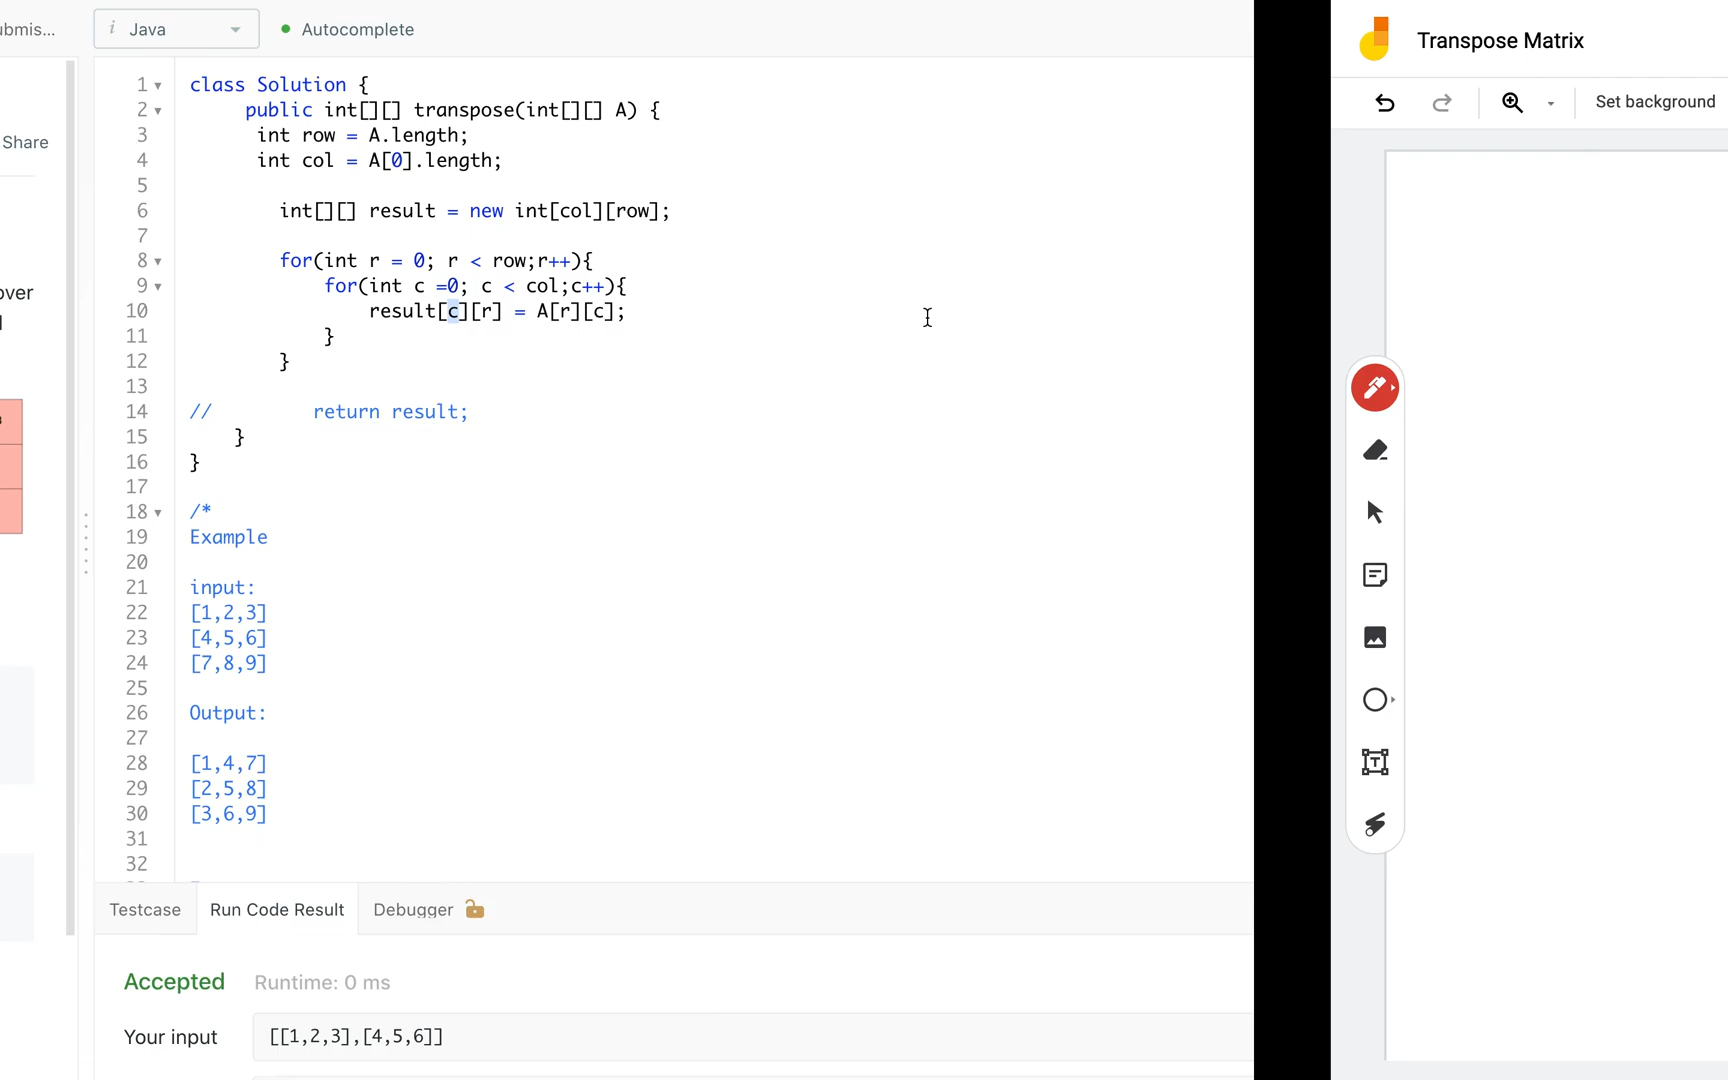 ubmis...
i Java
Autocomplete
Transpose Matrix
Set background
Share
over
1 class Solution {
2 public int[][] transpose(int[][] A) {
3 int row = A.length;
4 int col = A[0].length;
5
6 int[][] result = new int[col][row];
7
8 for(int r = 0; r < row;r++){
9 for(int c =0; c < col;c++){
10 result[c][r] = A[r][c];
11 }
12 }
13
14 // return result;
15 }
16 }
17
18 /*
19 Example
20
21 input:
22 [1,2,3]
23 [4,5,6]
24 [7,8,9]
25
26 Output:
27
28 [1,4,7]
29 [2,5,8]
30 [3,6,9]
31
32
Testcase
Run Code Result
Debugger
Accepted
Runtime: 0 ms
Your input
[[1,2,3],[4,5,6]]